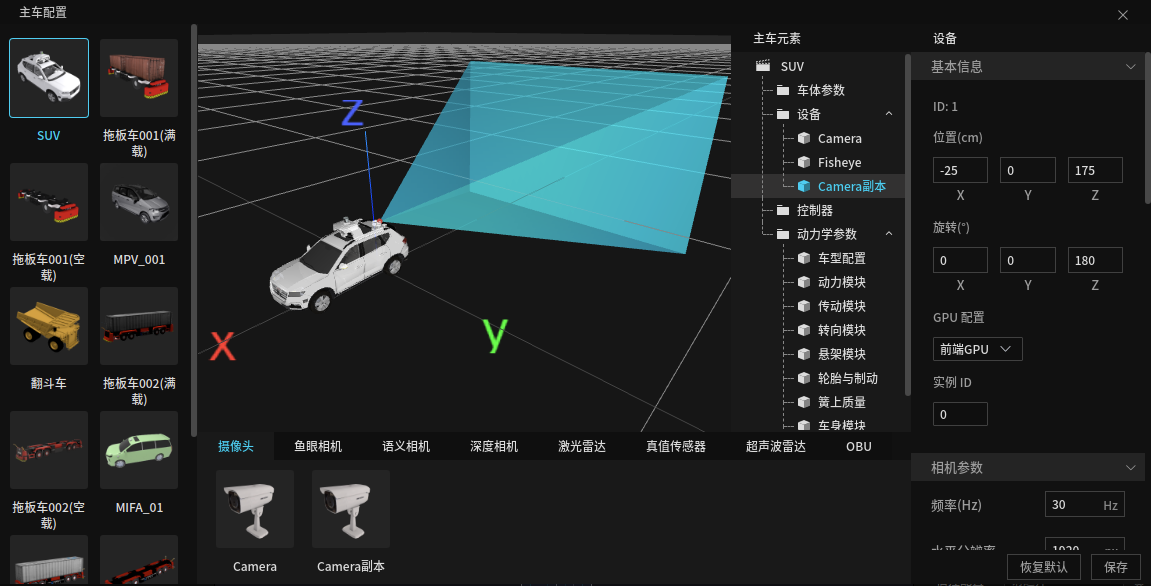 主车配置
SUV
拖板车001(满
载)
拖板车001(空
载)
MPV_001
翻斗车
拖板车002(满
载)
拖板车002(空
载)
MIFA_01
Z
X
y
主车元素
SUV
车体参数
设备
Camera
Fisheye
Camera副本
控制器
动力学参数
车型配置
动力模块
传动模块
转向模块
悬架模块
轮胎与制动
簧上质量
车身模块
摄像头
鱼眼相机
语义相机
深度相机
激光雷达
真值传感器
超声波雷达
OBU
Camera
Camera副本
设备
基本信息
ID: 1
位置(cm)
-25 0 175
X Y Z
旋转(°)
0 0 180
X Y Z
GPU 配置
前端GPU
实例 ID
0
相机参数
频率(Hz) 30 Hz
水平分辨率 1920
恢复默认 保存